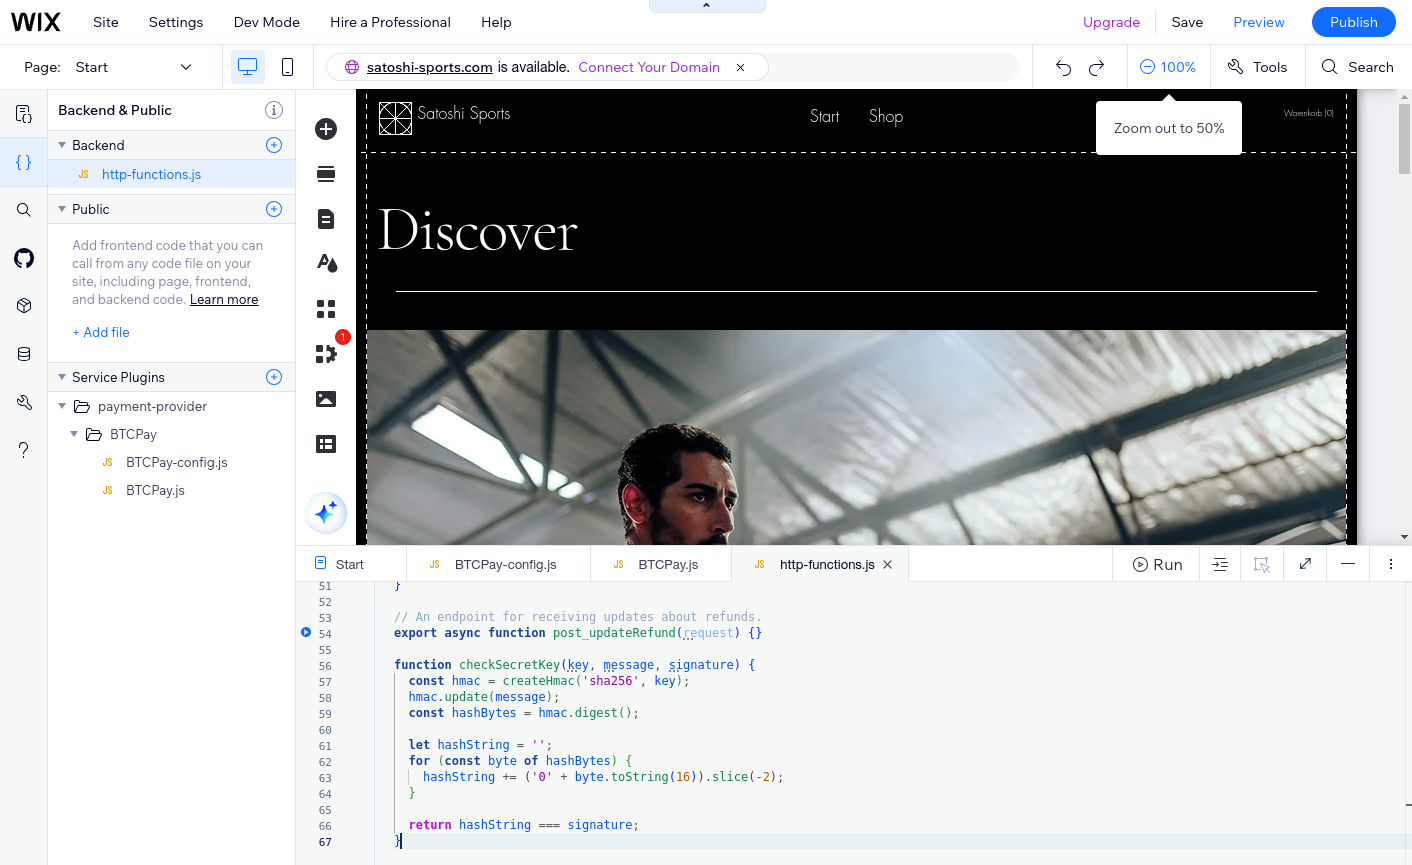 WIX Site Settings Dev Mode Hire a Professional Help Upgrade Save Preview Publish
Page: Start satoshi-sports.com is available. Connect Your Domain 100% Tools Search
Zoom out to 50%
Backend & Public
Backend
JS http-functions.js
Public
Add frontend code that you can
call from any code file on your
site, including page, frontend,
and backend code. Learn more
+ Add file
Service Plugins
payment-provider
BTCPay
JS BTCPay-config.js
JS BTCPay.js
1
Satoshi Sports Start Shop Warenkorb (0)
Discover
Start JS BTCPay-config.js JS BTCPay.js JS http-functions.js Run
51 }
52
53 // An endpoint for receiving updates about refunds.
54 export async function post_updateRefund(request) {}
55
56 function checkSecretKey(key, message, signature) {
57 const hmac = createHmac('sha256', key);
58 hmac.update(message);
59 const hashBytes = hmac.digest();
60
61 let hashString = '';
62 for (const byte of hashBytes) {
63 hashString += ('0' + byte.toString(16)).slice(-2);
64 }
65
66 return hashString === signature;
67 }